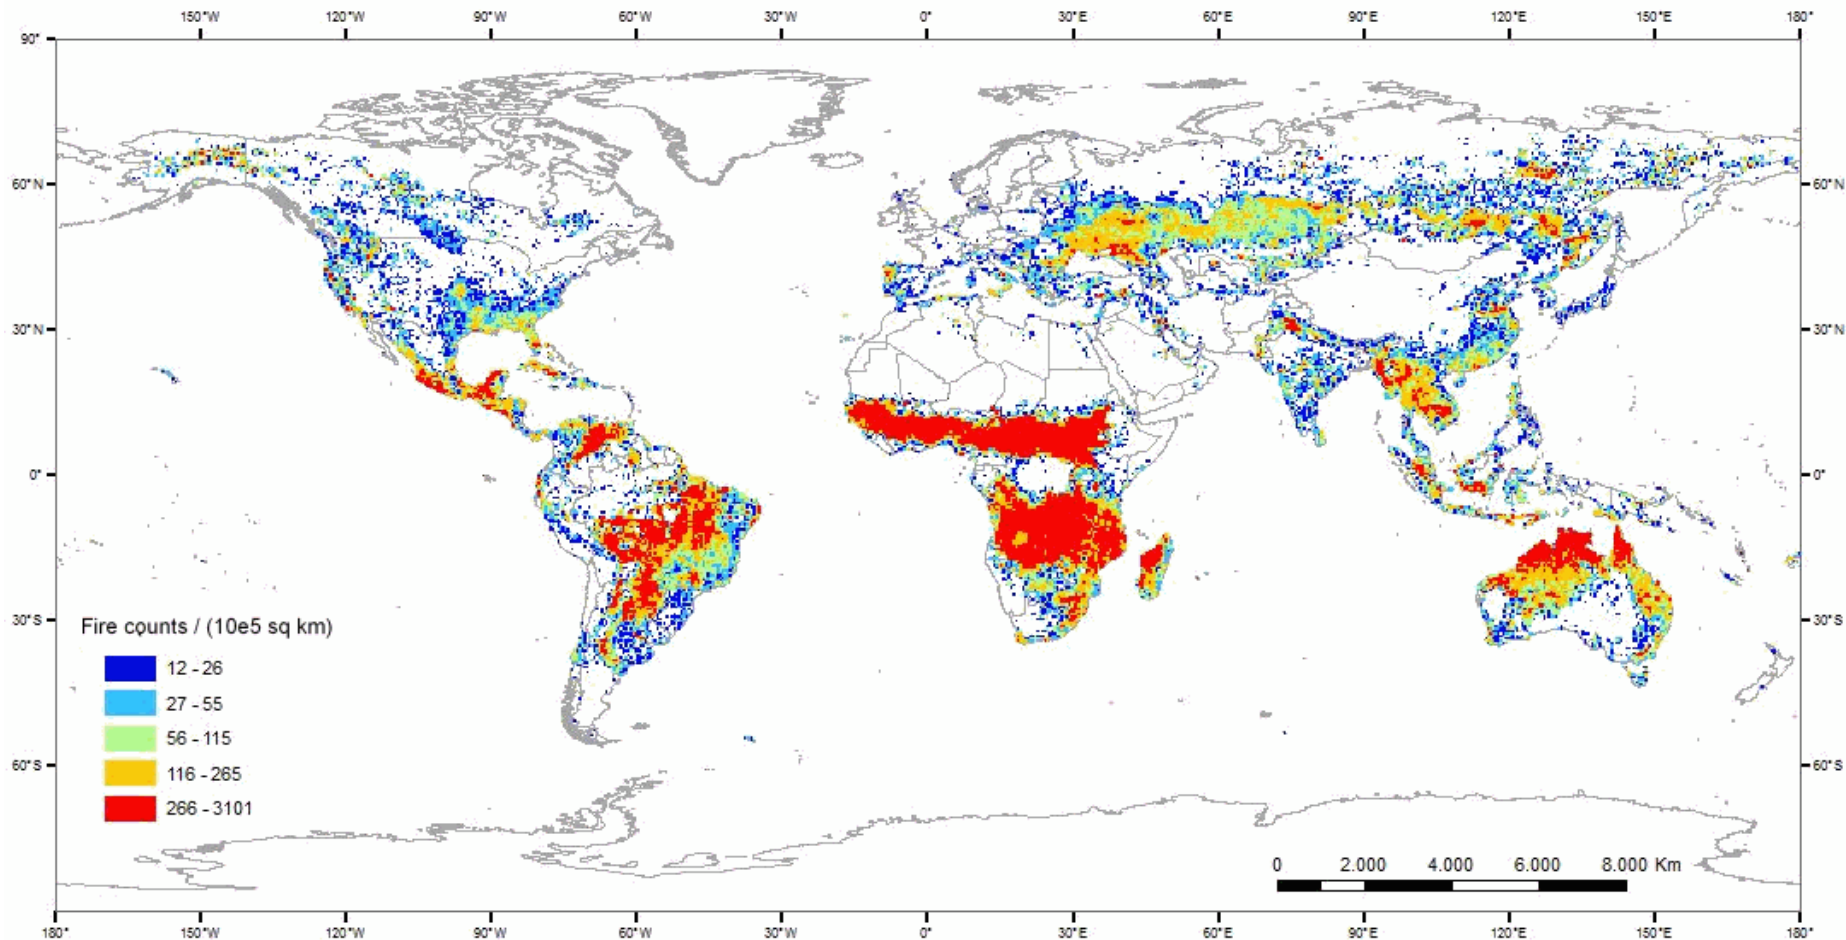 150°W 120°W 90°W 60°W 30°W 0° 30°E 60°E 90°E 120°E 150°E 180°
90°
60°N 60°N
30°N 30°N
0° 0°
30°S 30°S
Fire counts / (10e5 sq km)
12 - 26
27 - 55
56 - 115
60°S 60°S
116 - 265
266 - 3101
0 2.000 4.000 6.000 8.000 Km
180° 150°W 120°W 90°W 60°W 30°W 0° 30°E 60°E 90°E 120°E 150°E 180°